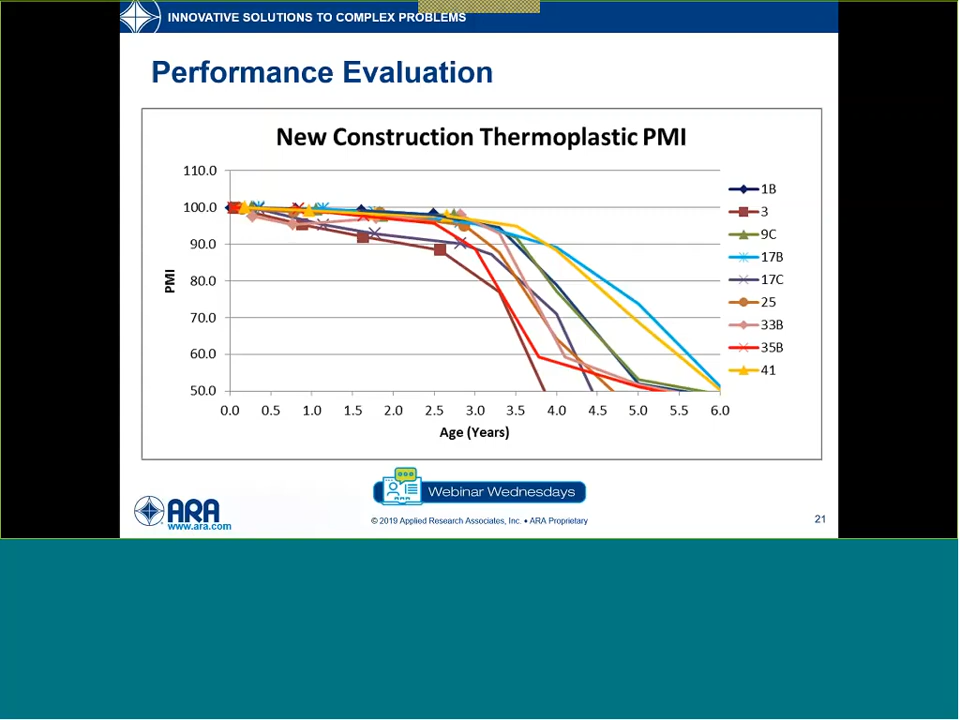 INNOVATIVE SOLUTIONS TO COMPLEX PROBLEMS
Performance Evaluation
New Construction Thermoplastic PMI
110.0
100.0
90.0
80.0
70.0
60.0
50.0
PMI
0.0 0.5 1.0 1.5 2.0 2.5 3.0 3.5 4.0 4.5 5.0 5.5 6.0
Age (Years)
1B
3
9C
17B
17C
25
33B
35B
41
Webinar Wednesdays
ARA
www.ara.com
© 2019 Applied Research Associates, Inc. • ARA Proprietary
21